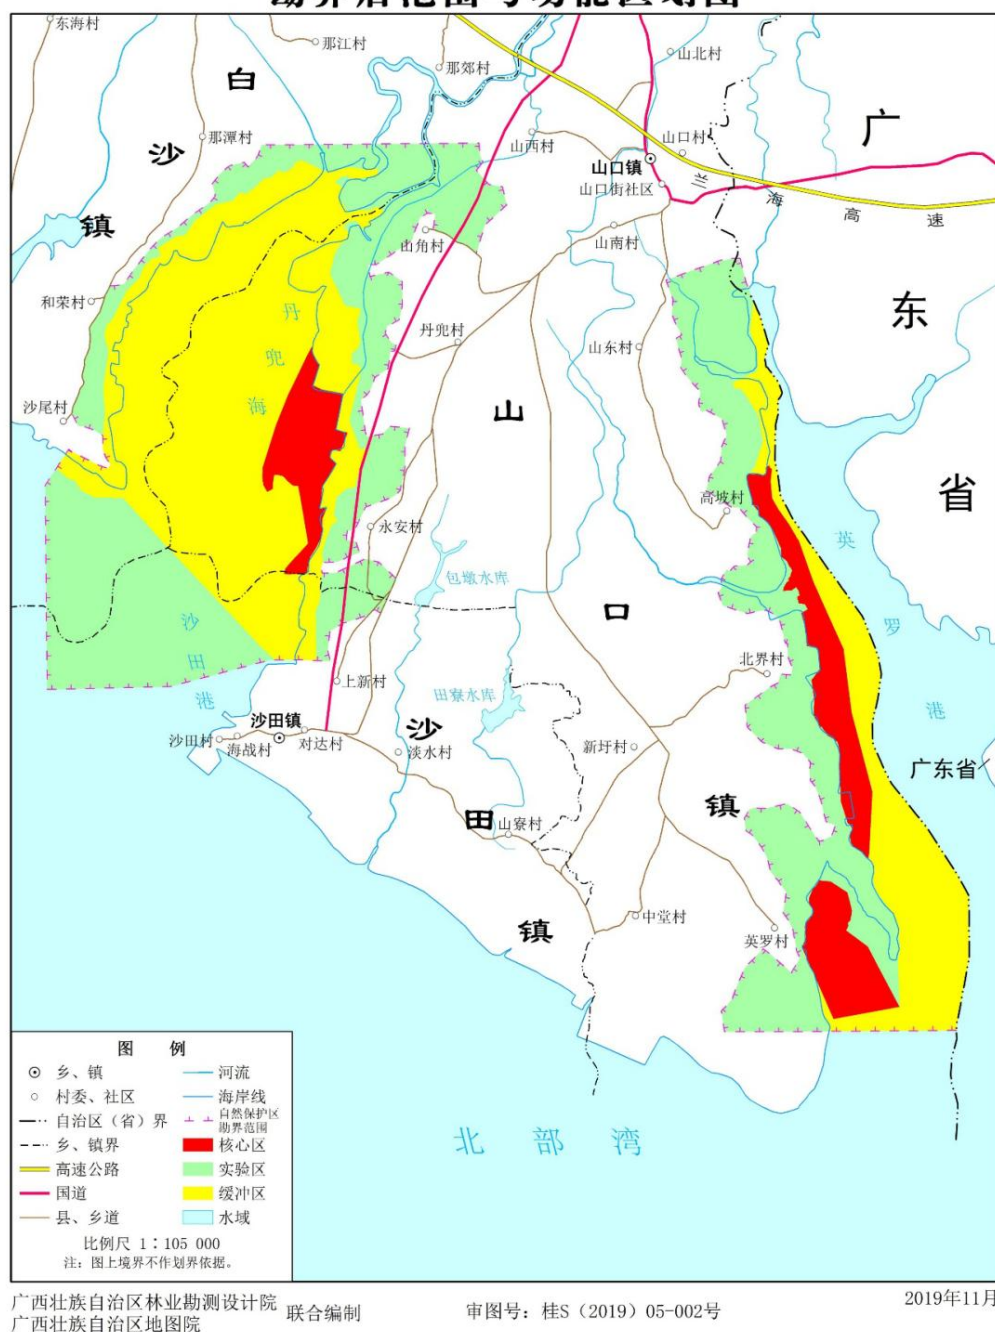 勘界后范围与功能区划图
东海村
那江村
那郊村
山北村
白沙镇
那潭村
山西村
山口村
山口镇
山口街社区
兰海高速
广东省
山角村
山南村
和荣村
丹兜海
丹兜村
山东村
沙尾村
山口镇
高坡村
永安村
英罗港
包墩水库
沙田港
北界村
上新村
田寮水库
沙田镇
沙田村
海战村
对达村
淡水村
新圩村
广东省
沙田镇
山寮村
中堂村
英罗村
北部湾
图 例
乡、镇
河流
村委、社区
海岸线
自治区（省）界
自然保护区
勘界范围
乡、镇界
核心区
高速公路
实验区
国道
缓冲区
县、乡道
水域
比例尺 1：105 000
注：图上境界不作划界依据。
广西壮族自治区林业勘测设计院
广西壮族自治区地图院
联合编制
审图号：桂S（2019）05-002号
2019年11月